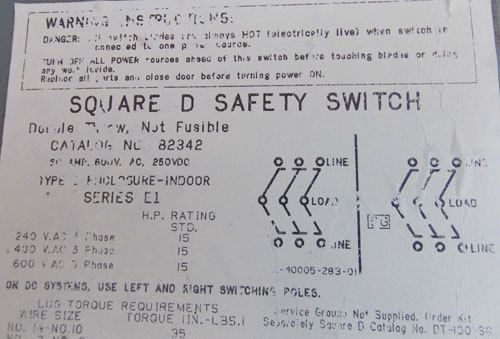 WARNING INSTRUCTIONS:
DANGER: switch blades are always HOT (electrically live) when switch is
connected to one power source.
TURN OFF ALL POWER sources ahead of this switch before touching blades or doing
any work inside.
Replace all parts and close door before turning power ON.
SQUARE D SAFETY SWITCH
Double Throw, Not Fusible
CATALOG NO. 82342
AMP. 600V. AC, 250VDC
TYPE ENCLOSURE-INDOOR
SERIES E1
H.P. RATING
STD.
240 V.AC Phase 15
480 V.AC 3 Phase 15
600 V.AC Phase 15
LINE
LOAD
LINE
LINE
LOAD
LINE
40005-283-01
ON DC SYSTEMS, USE LEFT AND RIGHT SWITCHING POLES.
LUG TORQUE REQUIREMENTS
WIRE SIZE TORQUE (IN.-LBS.)
NO. 14-NO.10 35
Service Ground Not Supplied. Order Kit
Separately Square D Catalog No. DT-100-SG